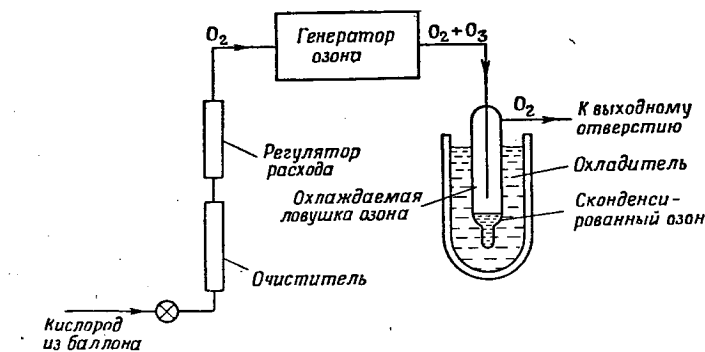 O₂
Генератор
озона
O₂+O₃
O₂
К выходному
отверстию
Регулятор
расхода
Охладитель
Охлаждаемая
ловушка озона
Сконденси-
рованный озон
Очиститель
Кислород
из баллона